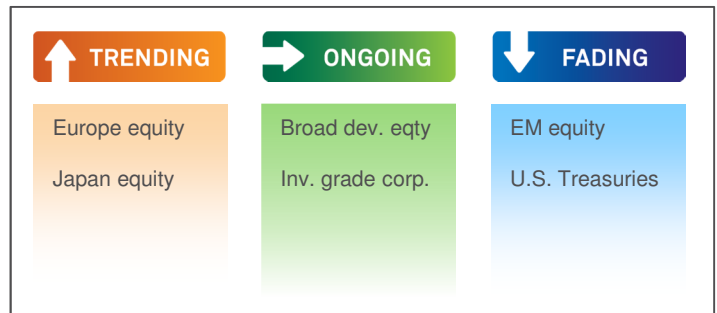 TRENDING
ONGOING
FADING
Europe equity
Japan equity
Broad dev. eqty
Inv. grade corp.
EM equity
U.S. Treasuries